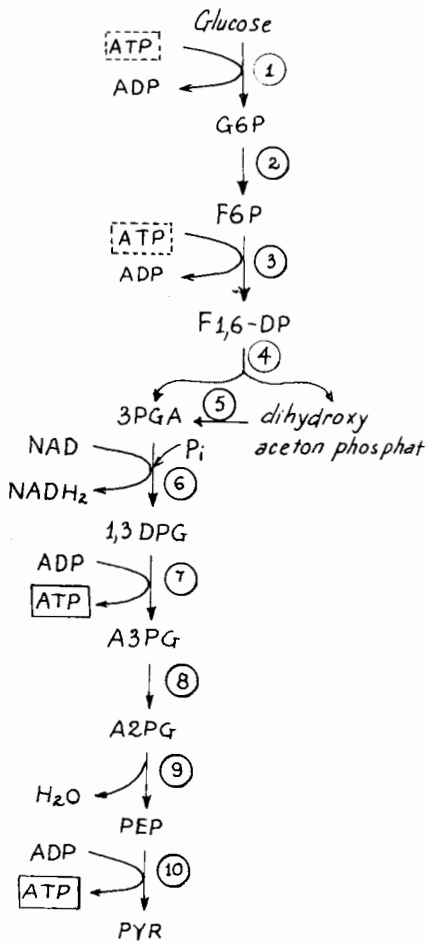 Glucose
ATP
1
ADP
G6P
2
F6P
ATP
3
ADP
F1,6-DP
4
5
3PGA dihydroxy
aceton phosphat
NAD Pi
NADH2 6
1,3 DPG
ADP
7
ATP
A3PG
8
A2PG
9
H2O
PEP
ADP
10
ATP
PYR